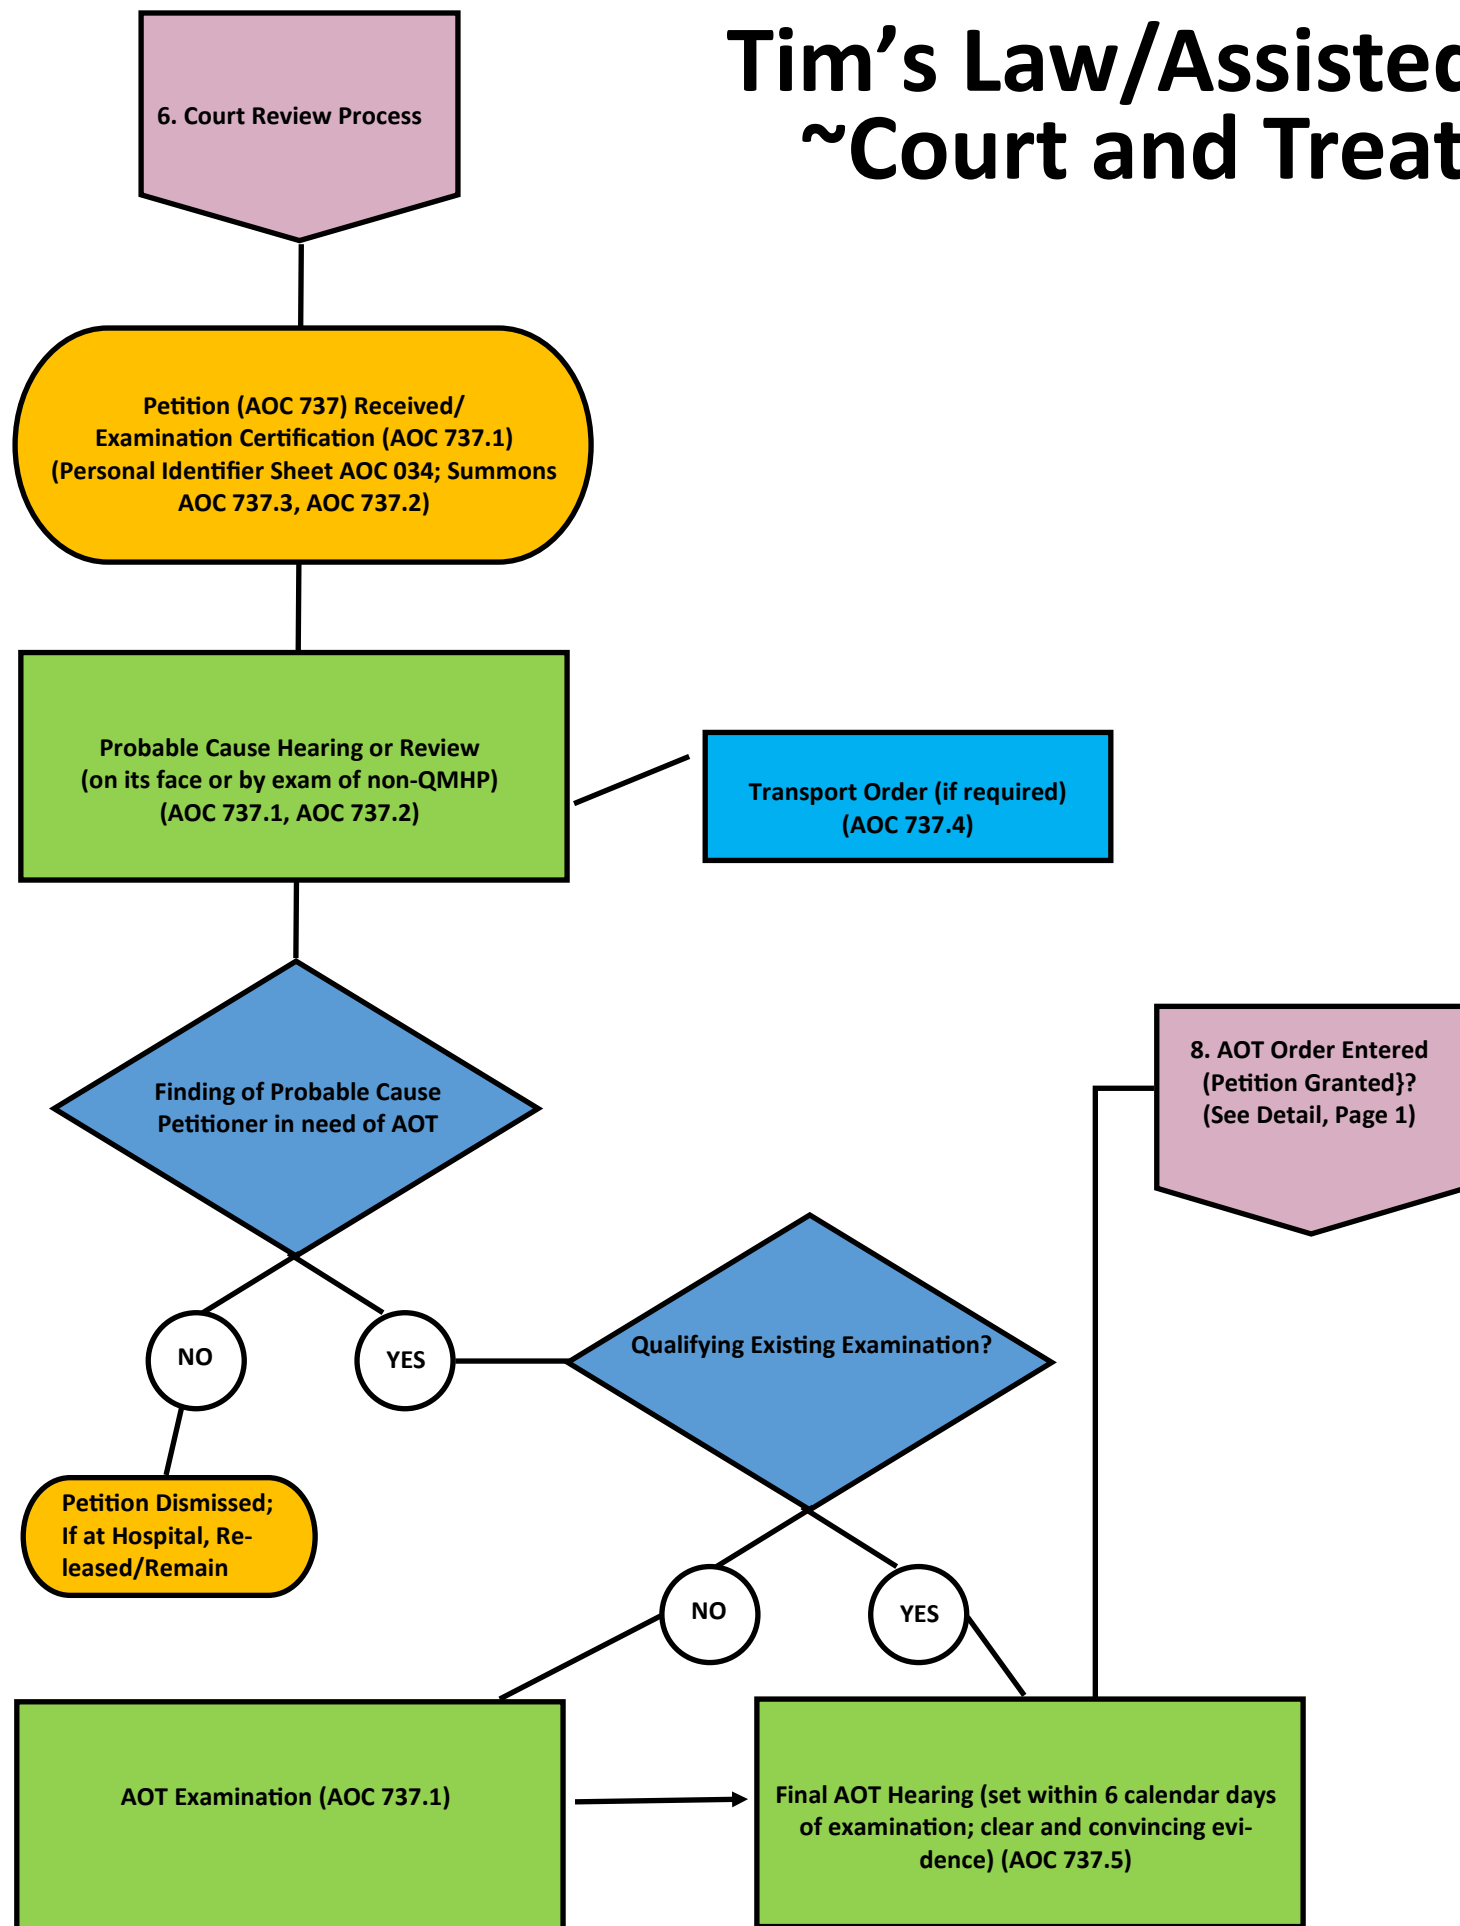 Tim's Law/Assisted
~Court and Treat
6. Court Review Process
Petition (AOC 737) Received/
Examination Certification (AOC 737.1)
(Personal Identifier Sheet AOC 034; Summons
AOC 737.3, AOC 737.2)
Probable Cause Hearing or Review
(on its face or by exam of non-QMHP)
(AOC 737.1, AOC 737.2)
Transport Order (if required)
(AOC 737.4)
Finding of Probable Cause
Petitioner in need of AOT
8. AOT Order Entered
(Petition Granted}?
(See Detail, Page 1)
NO
YES
Qualifying Existing Examination?
Petition Dismissed;
If at Hospital, Re-
leased/Remain
NO
YES
AOT Examination (AOC 737.1)
Final AOT Hearing (set within 6 calendar days
of examination; clear and convincing evi-
dence) (AOC 737.5)